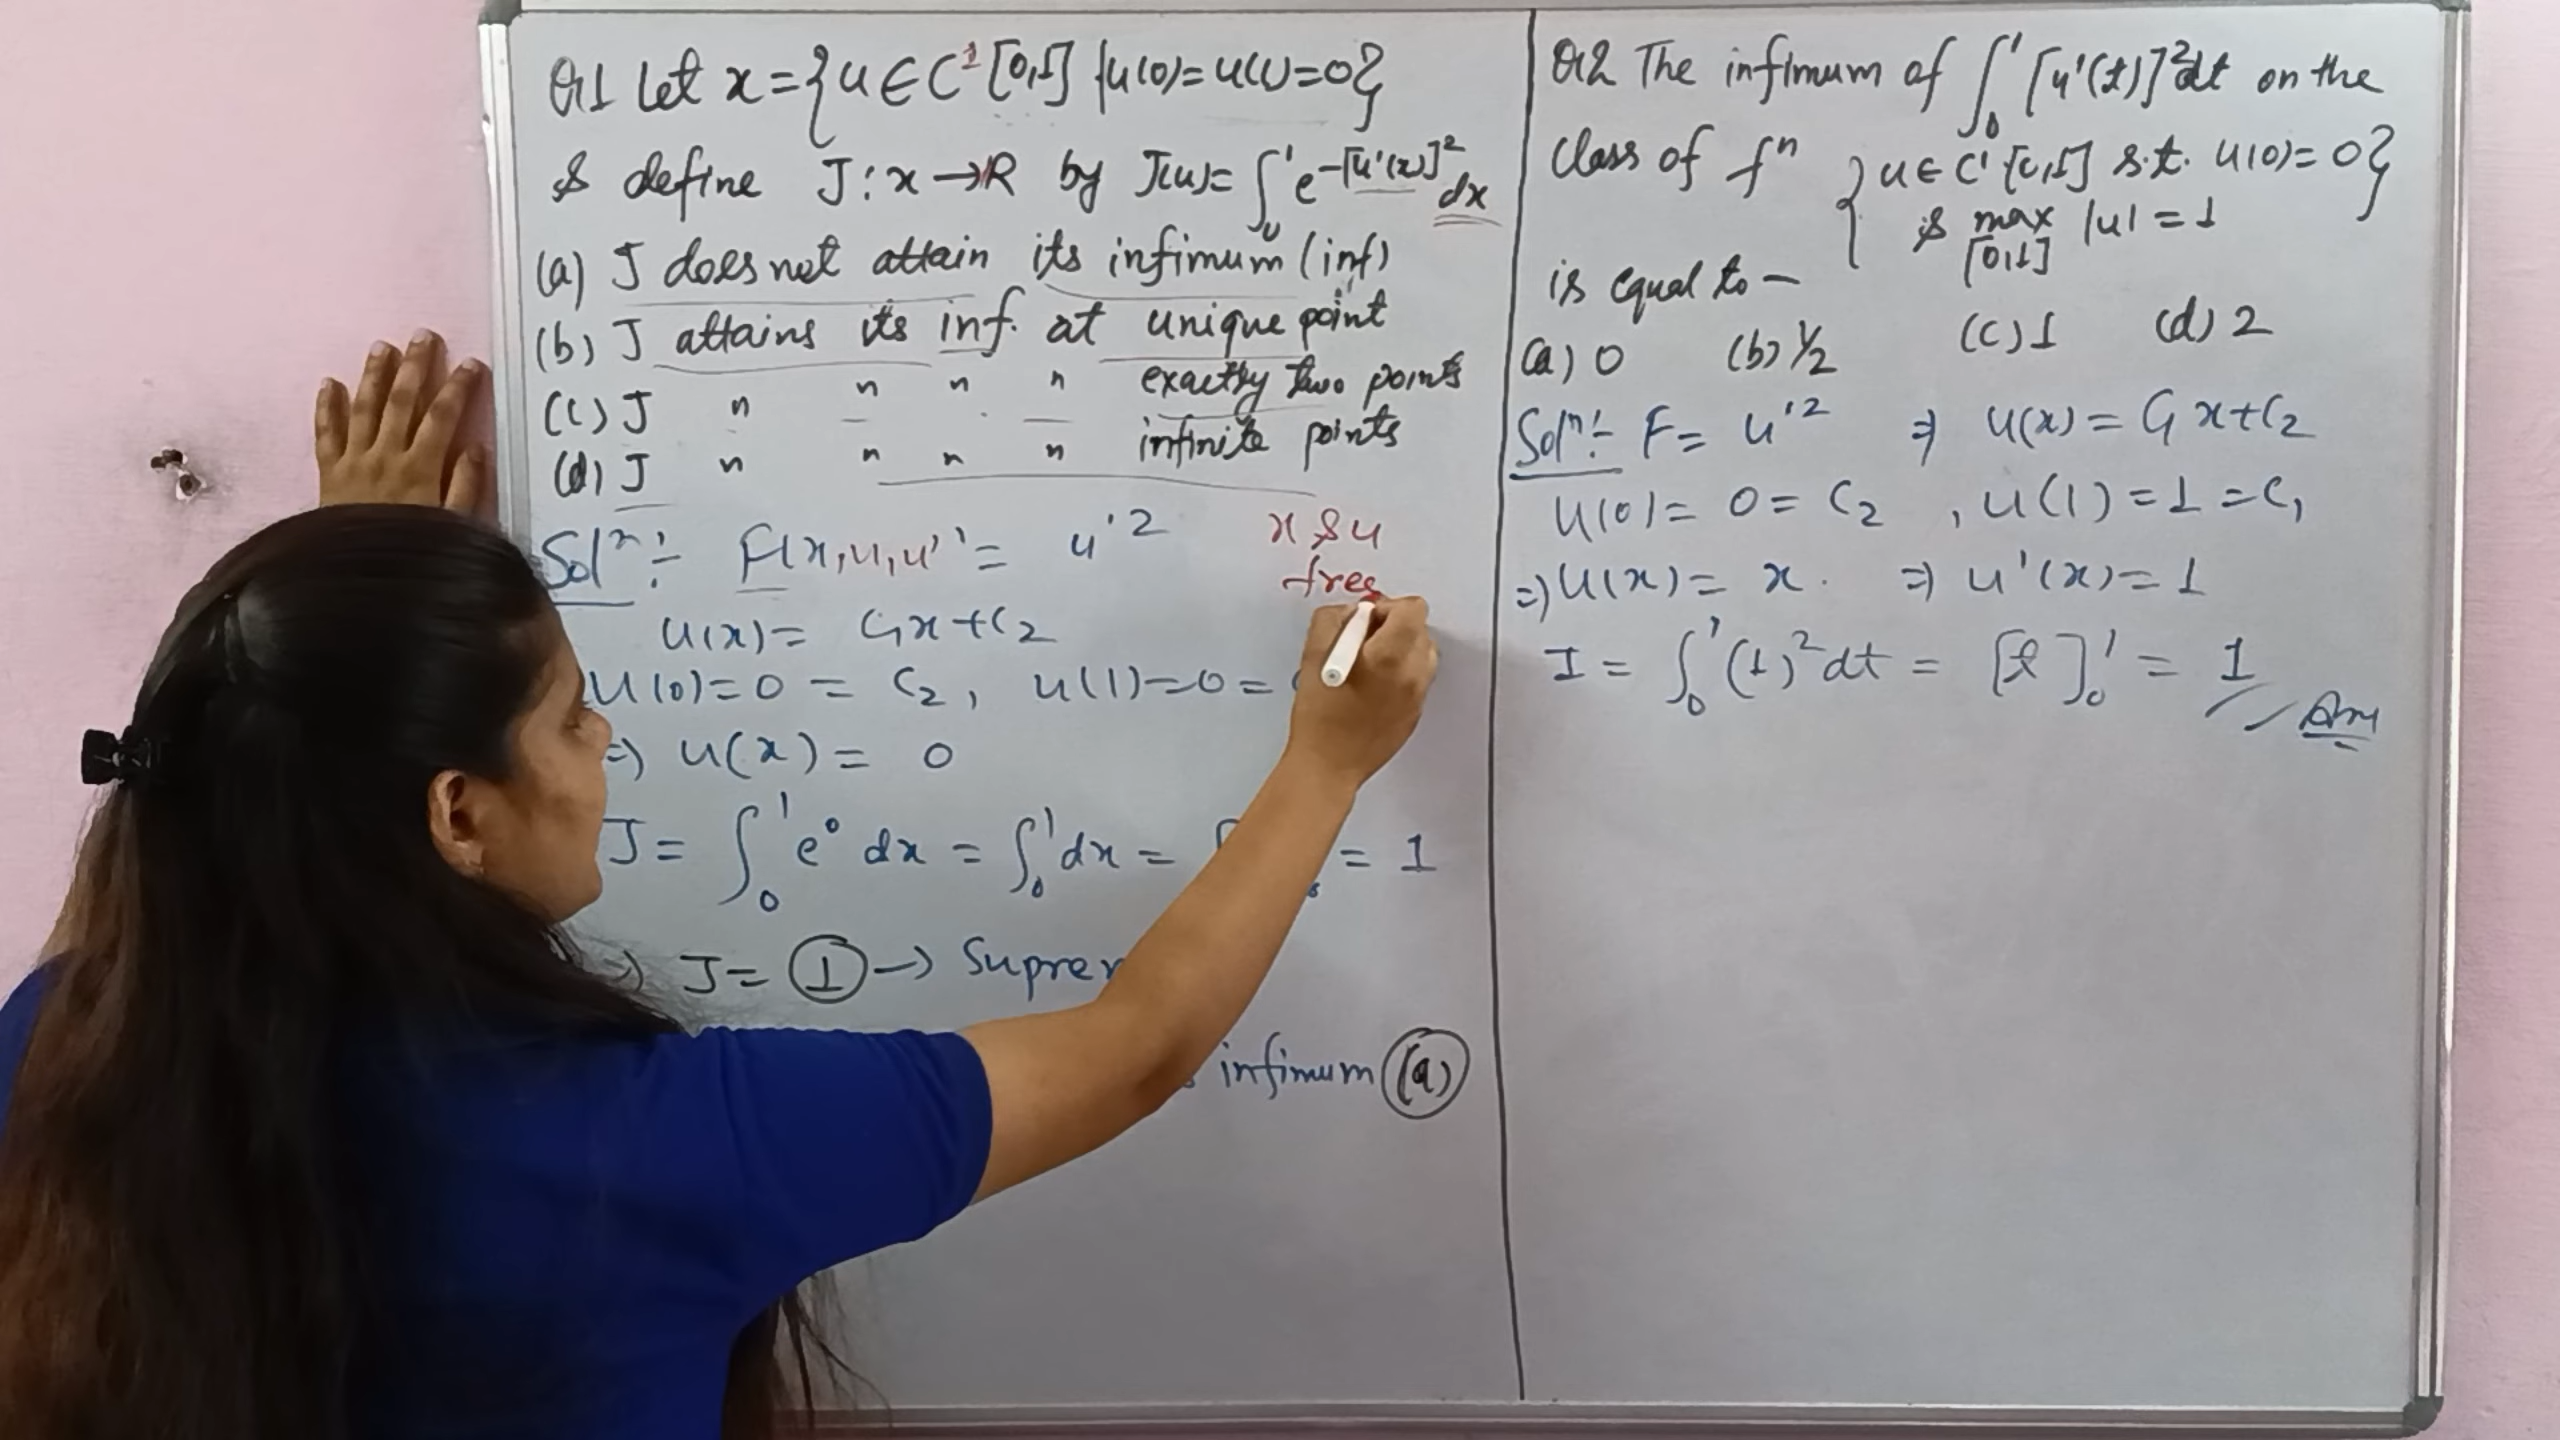 Q.1 Let x = {u ∈ C¹ [0,1] | u(0) = u(1) = 0}
& define J : x → R by J(u) = ∫₀¹ e^-[u'(x)]² dx
(a) J does not attain its infimum (inf)
(b) J attains its inf. at unique point
(c) J " " " " exactly two points
(d) J " " " " infinite points
Solⁿ :- F(x,u,u') = u'² x & u
free
u(x) = C₁x + C₂
u(0) = 0 = C₂, u(1) = 0 =
⇒ u(x) = 0
J = ∫₀¹ e⁰ dx = ∫₀¹ dx = = 1
⇒ J = 1 →
infimum (a)
Q.2 The infimum of ∫₀¹ [u'(t)]² dt on the
class of fⁿ {u ∈ C' [0,1] s.t. u(0) = 0}
& max |u| = 1
[0,1]
is equal to -
(a) 0 (b) 1/2 (c) 1 (d) 2
Solⁿ :- F = u'² ⇒ u(x) = C₁x + C₂
u(0) = 0 = C₂ , u(1) = 1 = C₁
⇒ u(x) = x. ⇒ u'(x) = 1
I = ∫₀¹ (1)² dt = [t]₀¹ = 1
Ans